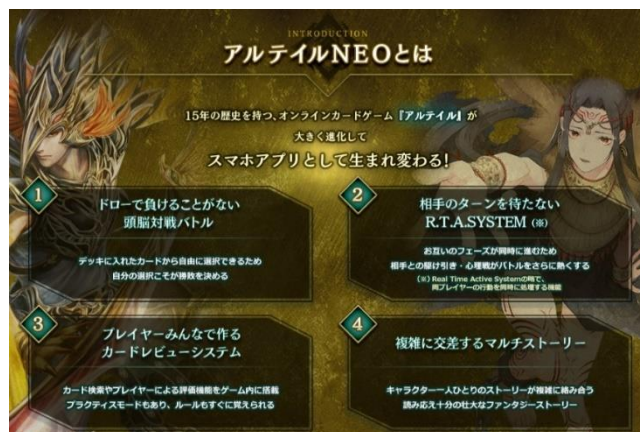 INTRODUCTION
アルテイルNEOとは
15年の歴史を持つ、オンラインカードゲーム『アルテイル』が
大きく進化して
スマホアプリとして生まれ変わる！
1
ドローで負けることがない
頭脳対戦バトル
デッキに入れたカードから自由に選択できるため
自分の選択こそが勝敗を決める
2
相手のターンを待たない
R.T.A.SYSTEM（※）
お互いのフェーズが同時に進むため
相手との駆け引き・心理戦がバトルをさらに熱くする
（※）Real Time Active Systemの略で、
両プレイヤーの行動を同時に処理する機能
3
プレイヤーみんなで作る
カードレビューシステム
カード検索やプレイヤーによる評価機能をゲーム内に搭載
プラクティスモードもあり、ルールもすぐに覚えられる
4
複雑に交差するマルチストーリー
キャラクター一人ひとりのストーリーが複雑に絡み合う
読み応え十分の壮大なファンタジーストーリー